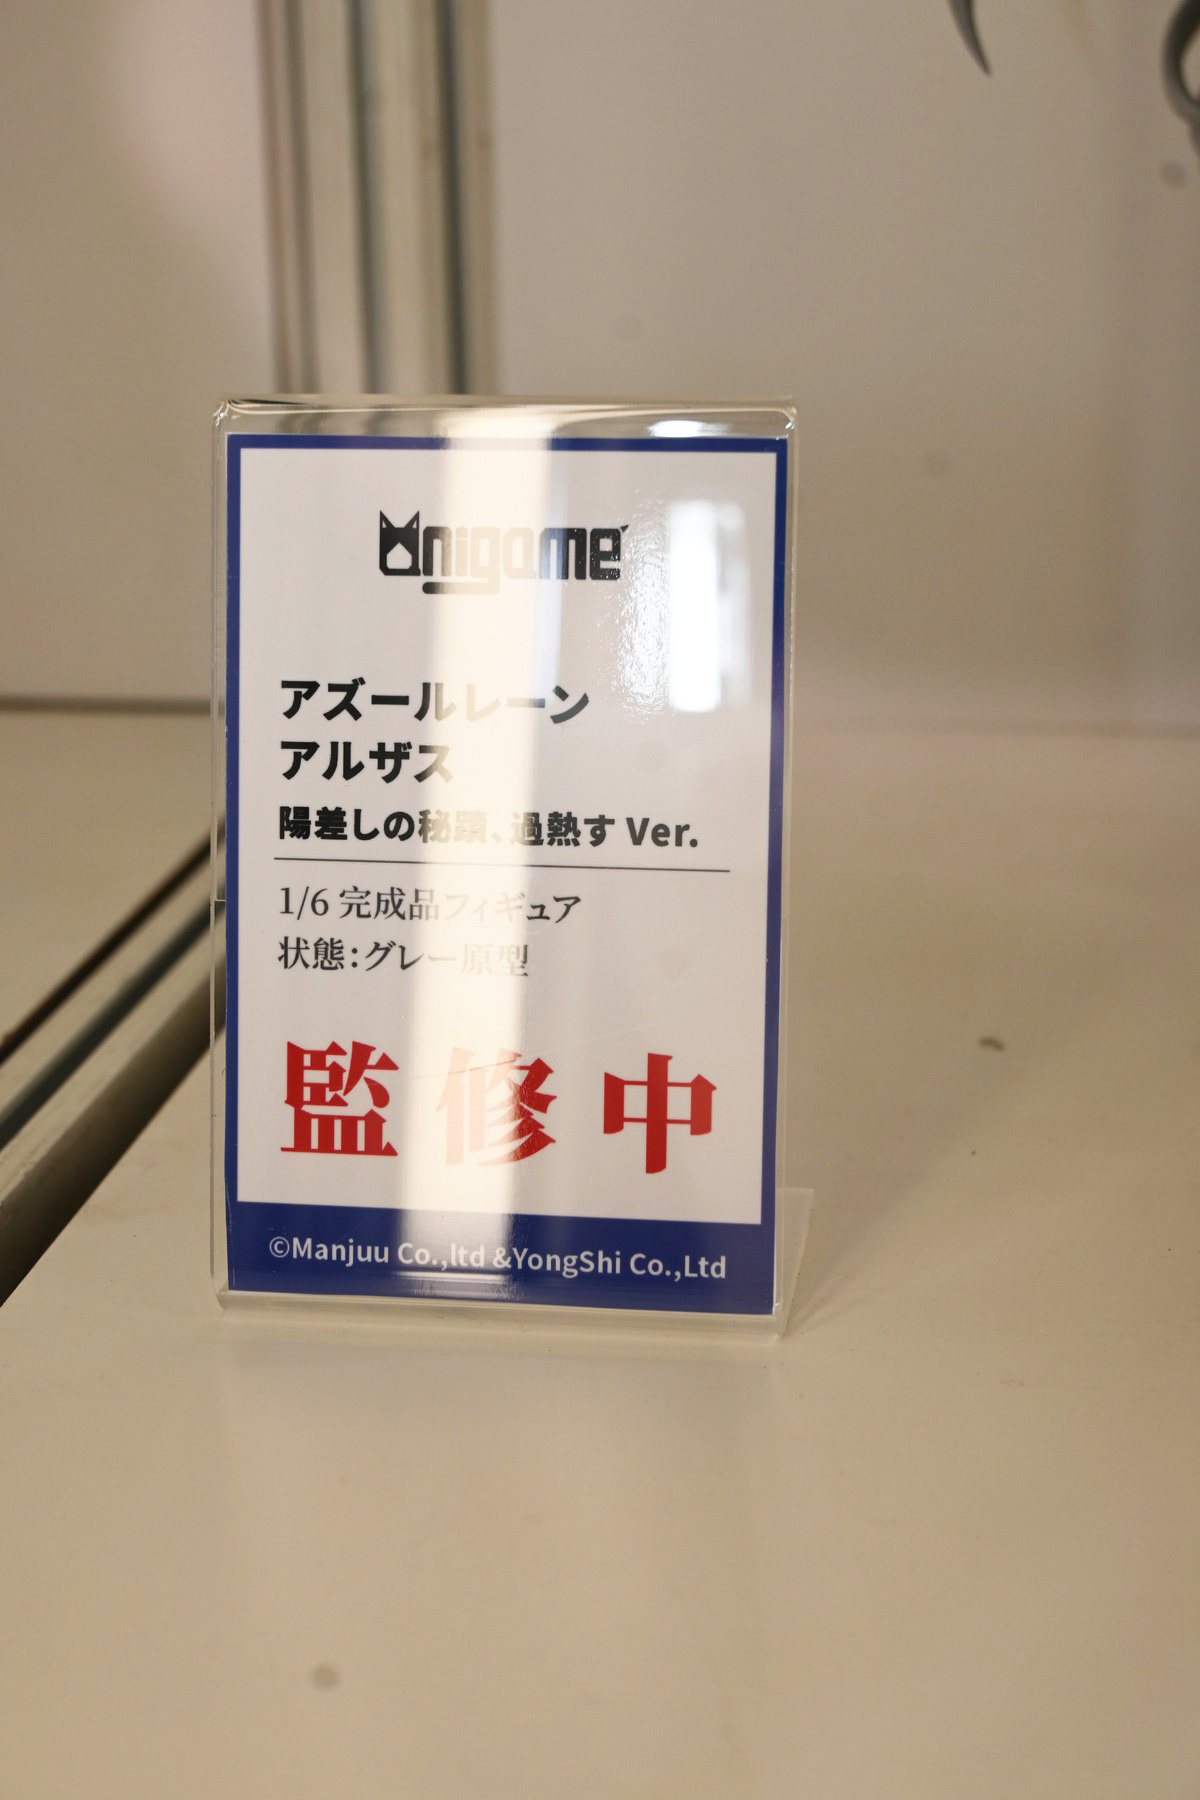 Unigame
アズールレーン
アルザス
陽差しの秘蹟、過熱す Ver.
1/6 完成品フィギュア
状態：グレー原型
監修中
©Manjuu Co.,ltd &YongShi Co.,Ltd